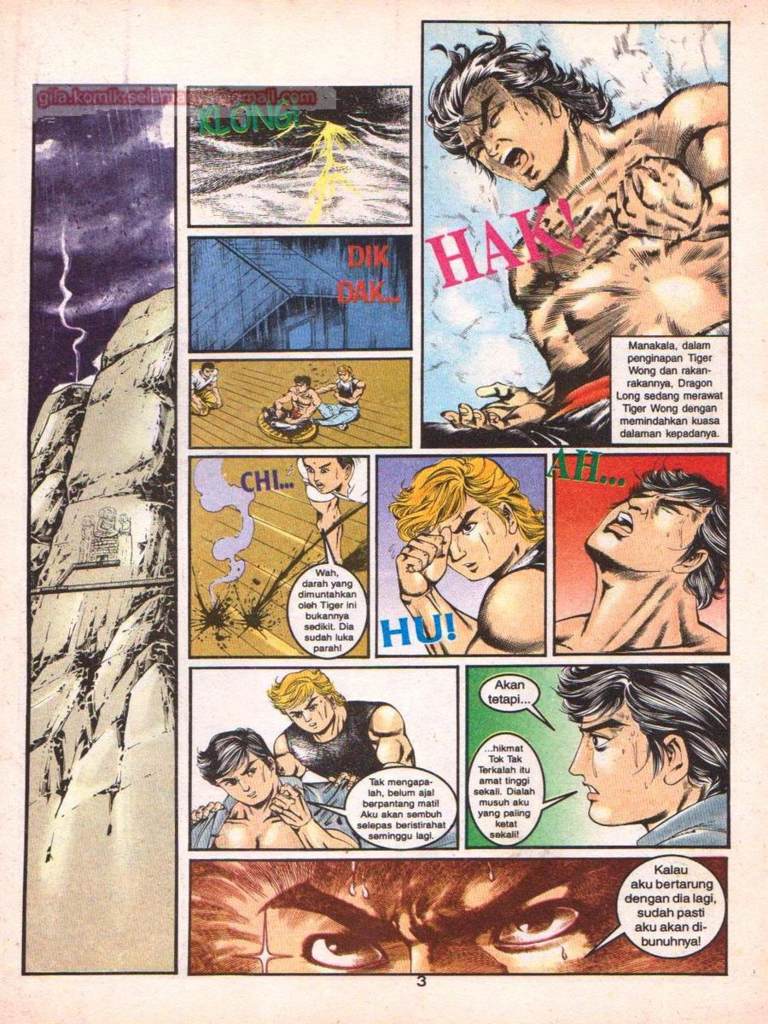 gila.komik.selamanya@gmail.com
KLONG!
DIK
DAK...
HAK!
Manakala, dalam
penginapan Tiger
Wong dan rakan-
rakannya, Dragon
Long sedang merawat
Tiger Wong dengan
memindahkan kuasa
dalaman kepadanya.
CHI...
Wah,
darah yang
dimuntahkan
oleh Tiger ini
bukannya
sedikit. Dia
sudah luka
parah!
HU!
AH...
Tak mengapa-
lah, belum ajal
berpantang mati!
Aku akan sembuh
selepas beristirahat
seminggu lagi.
Akan
tetapi...
...hikmat
Tok Tak
Terkalah itu
amat tinggi
sekali. Dialah
musuh aku
yang paling
ketat
sekali!
Kalau
aku bertarung
dengan dia lagi,
sudah pasti
aku akan di-
bunuhnya!
3